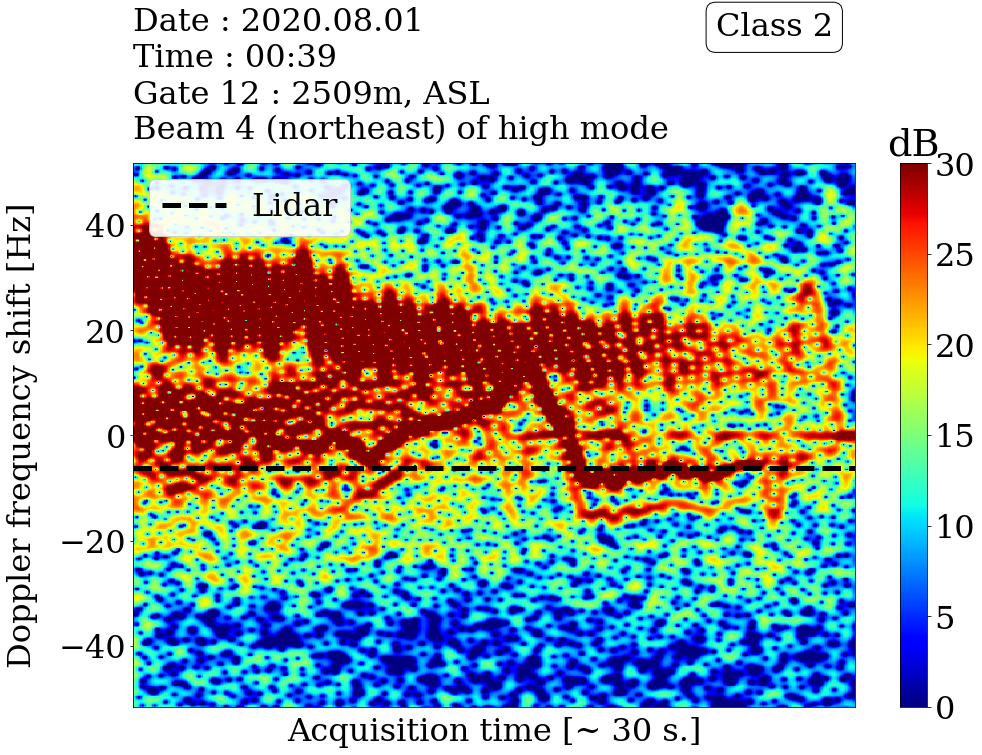 Date : 2020.08.01
Time : 00:39
Gate 12 : 2509m, ASL
Beam 4 (northeast) of high mode
Class 2
dB
Lidar
Doppler frequency shift [Hz]
40
20
0
−20
−40
30
25
20
15
10
5
0
Acquisition time [~ 30 s.]